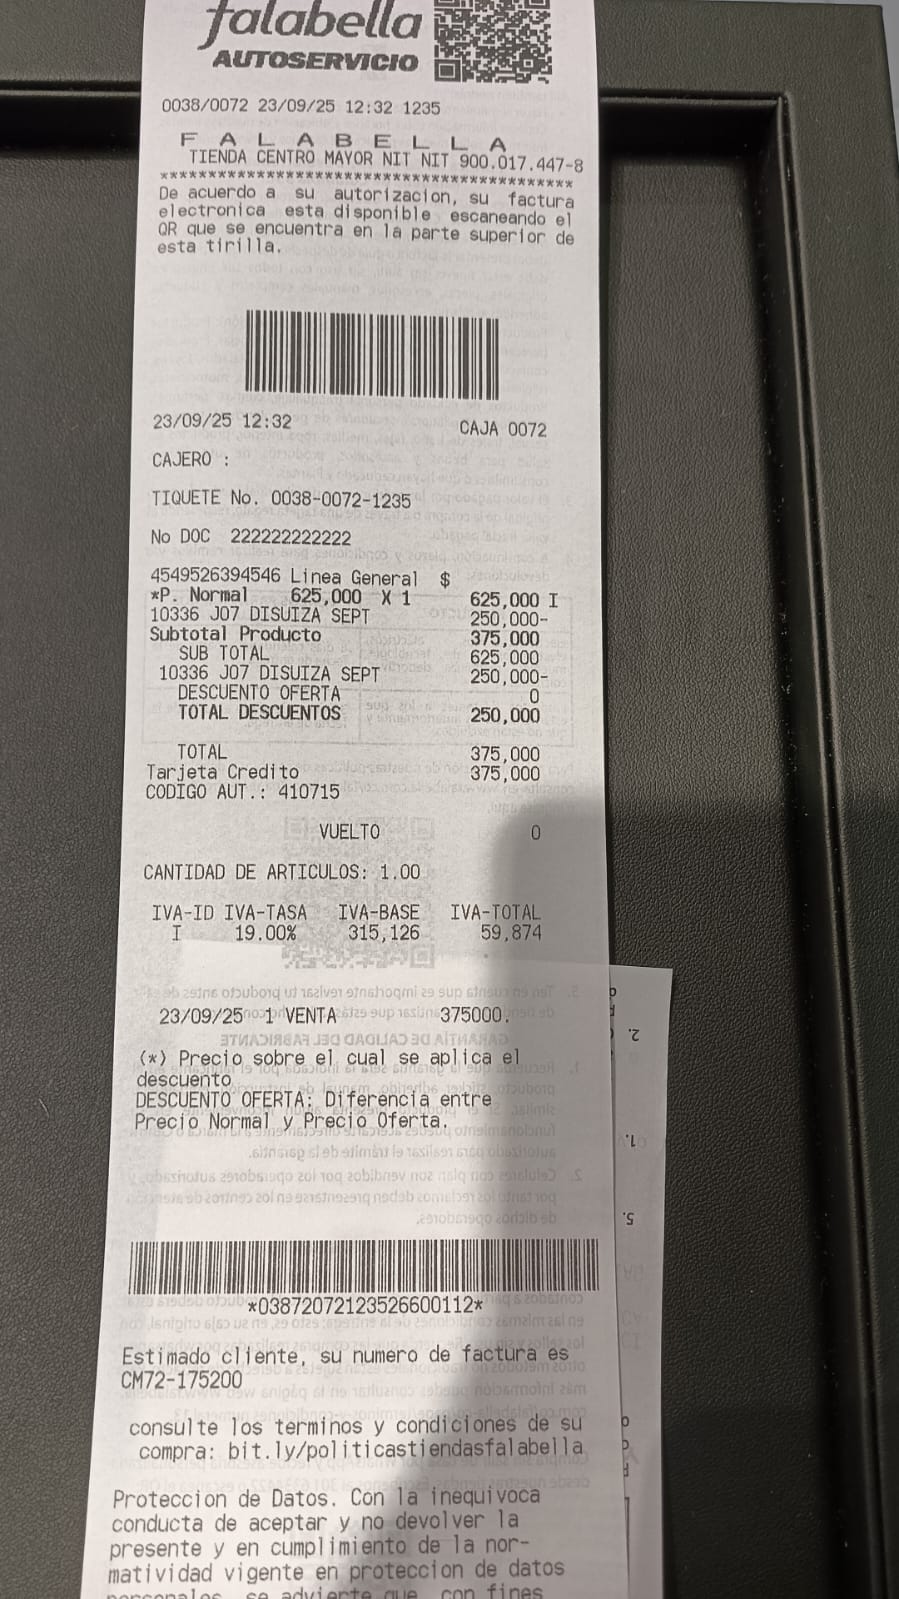 falabella
AUTOSERVICIO
0038/0072 23/09/25 12:32 1235
F A L A B E L L A
TIENDA CENTRO MAYOR NIT NIT 900.017.447-8
*******************************************
De acuerdo a su autorizacion, su factura
electronica esta disponible escaneando el
QR que se encuentra en la parte superior de
esta tirilla.
23/09/25 12:32 CAJA 0072
CAJERO :
TIQUETE No. 0038-0072-1235
No DOC 222222222222
4549526394546 Linea General $
*P. Normal 625,000 X 1 625,000 I
10336 J07 DISUIZA SEPT 250,000-
Subtotal Producto 375,000
SUB TOTAL 625,000
10336 J07 DISUIZA SEPT 250,000-
DESCUENTO OFERTA 0
TOTAL DESCUENTOS 250,000
TOTAL 375,000
Tarjeta Credito 375,000
CODIGO AUT.: 410715
VUELTO 0
CANTIDAD DE ARTICULOS: 1.00
IVA-ID IVA-TASA IVA-BASE IVA-TOTAL
I 19.00% 315,126 59,874
23/09/25 1 VENTA 375000.
(*) Precio sobre el cual se aplica el
descuento
DESCUENTO OFERTA: Diferencia entre
Precio Normal y Precio Oferta.
*03872072123526600112*
Estimado cliente, su numero de factura es
CM72-175200
consulte los terminos y condiciones de su
compra: bit.ly/politicastiendasfalabella
Proteccion de Datos. Con la inequivoca
conducta de aceptar y no devolver la
presente y en cumplimiento de la nor-
matividad vigente en proteccion de datos
personales, se advierte que, con fines